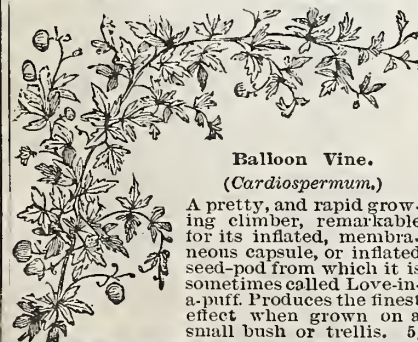 Balloon Vine.
(Cardiospermum.)
A pretty, and rapid grow-
ing climber, remarkable
for its inflated, membra-
neous capsule, or inflated
seed-pod from which it is
sometimes called Love-in-
a-puff. Produces the finest
effect when grown on a
small bush or trellis. 5